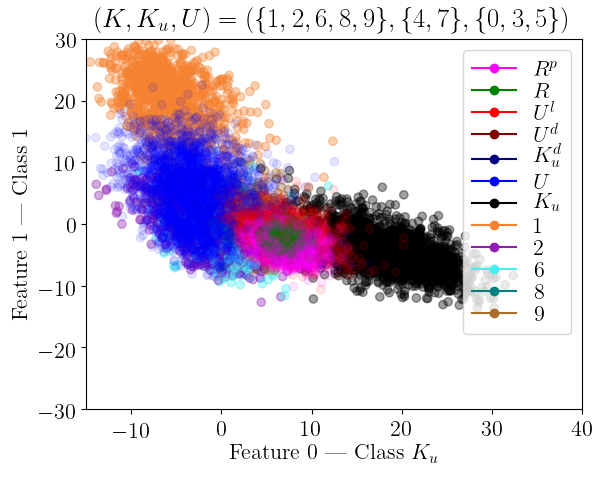 (K, K_u, U) = ({1, 2, 6, 8, 9}, {4, 7}, {0, 3, 5})
30
20
10
0
−10
−20
−30
Feature 1 — Class 1
−10 0 10 20 30 40
Feature 0 — Class K_u
R^p
R
U^l
U^d
K_u^d
U
K_u
1
2
6
8
9